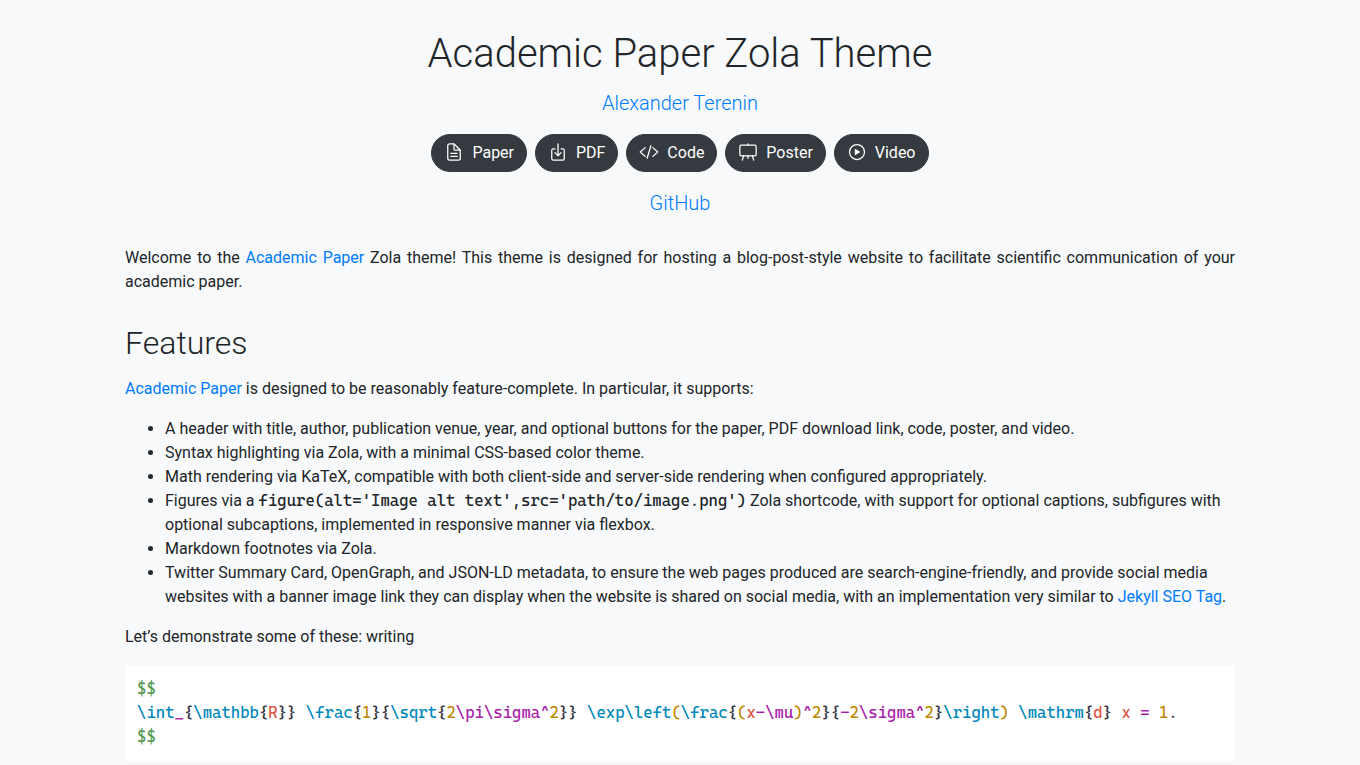 Academic Paper Zola Theme
Alexander Terenin
Paper PDF Code Poster Video
GitHub
Welcome to the Academic Paper Zola theme! This theme is designed for hosting a blog-post-style website to facilitate scientific communication of your
academic paper.
Features
Academic Paper is designed to be reasonably feature-complete. In particular, it supports:
• A header with title, author, publication venue, year, and optional buttons for the paper, PDF download link, code, poster, and video.
• Syntax highlighting via Zola, with a minimal CSS-based color theme.
• Math rendering via KaTeX, compatible with both client-side and server-side rendering when configured appropriately.
• Figures via a figure(alt='Image alt text',src='path/to/image.png') Zola shortcode, with support for optional captions, subfigures with
optional subcaptions, implemented in responsive manner via flexbox.
• Markdown footnotes via Zola.
• Twitter Summary Card, OpenGraph, and JSON-LD metadata, to ensure the web pages produced are search-engine-friendly, and provide social media
websites with a banner image link they can display when the website is shared on social media, with an implementation very similar to Jekyll SEO Tag.
Let’s demonstrate some of these: writing
$$
\int_{\mathbb{R}} \frac{1}{\sqrt{2\pi\sigma^2}} \exp\left(\frac{(x-\mu)^2}{-2\sigma^2}\right) \mathrm{d} x = 1.
$$